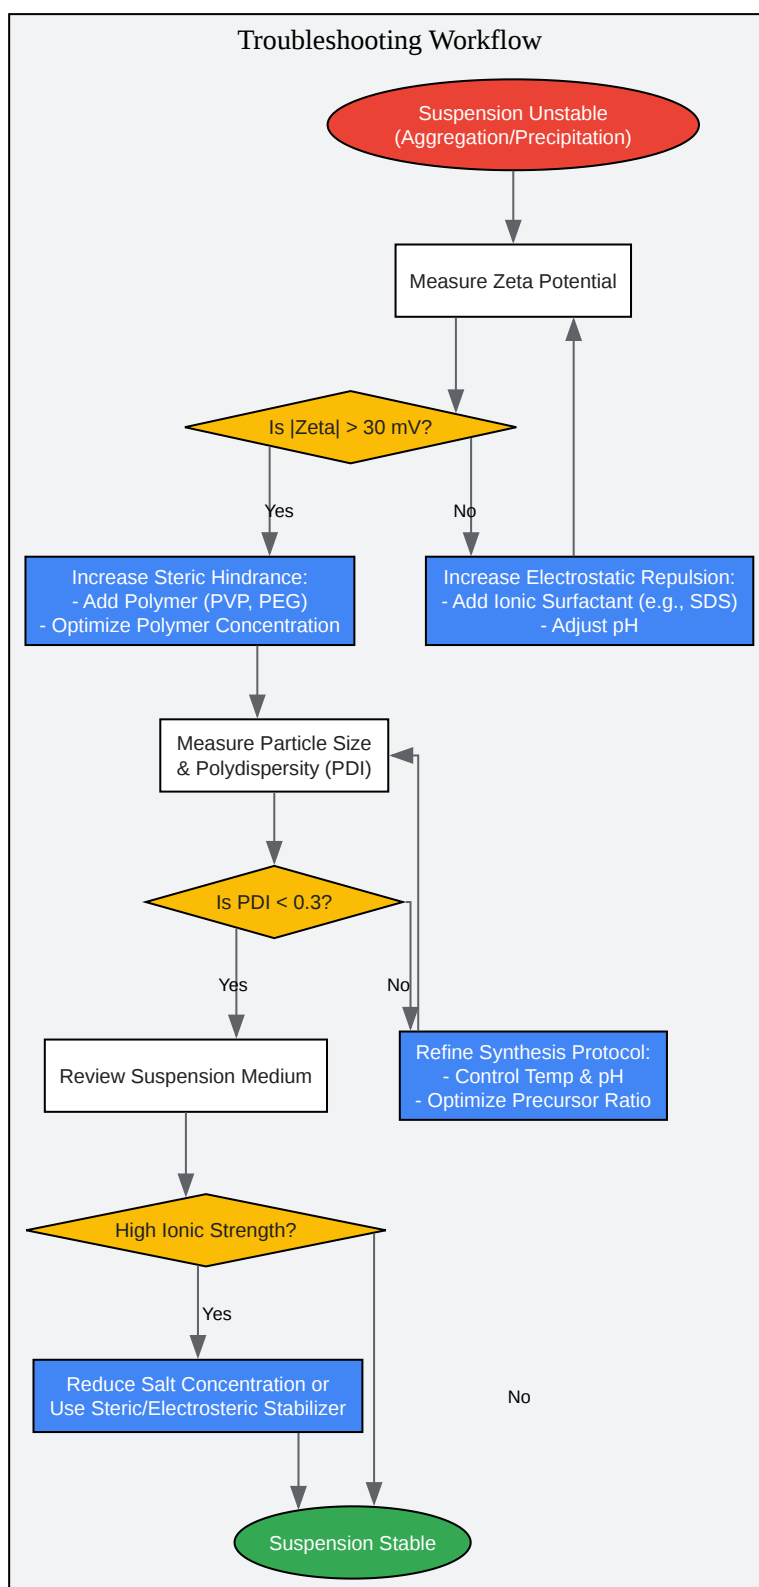 Troubleshooting Workflow
Suspension Unstable
(Aggregation/Precipitation)
Measure Zeta Potential
Is |Zeta| > 30 mV?
Yes
No
Increase Steric Hindrance:
- Add Polymer (PVP, PEG)
- Optimize Polymer Concentration
Increase Electrostatic Repulsion:
- Add Ionic Surfactant (e.g., SDS)
- Adjust pH
Measure Particle Size
& Polydispersity (PDI)
Is PDI < 0.3?
Yes
No
Review Suspension Medium
Refine Synthesis Protocol:
- Control Temp & pH
- Optimize Precursor Ratio
High Ionic Strength?
Yes
Reduce Salt Concentration or
Use Steric/Electrosteric Stabilizer
No
Suspension Stable